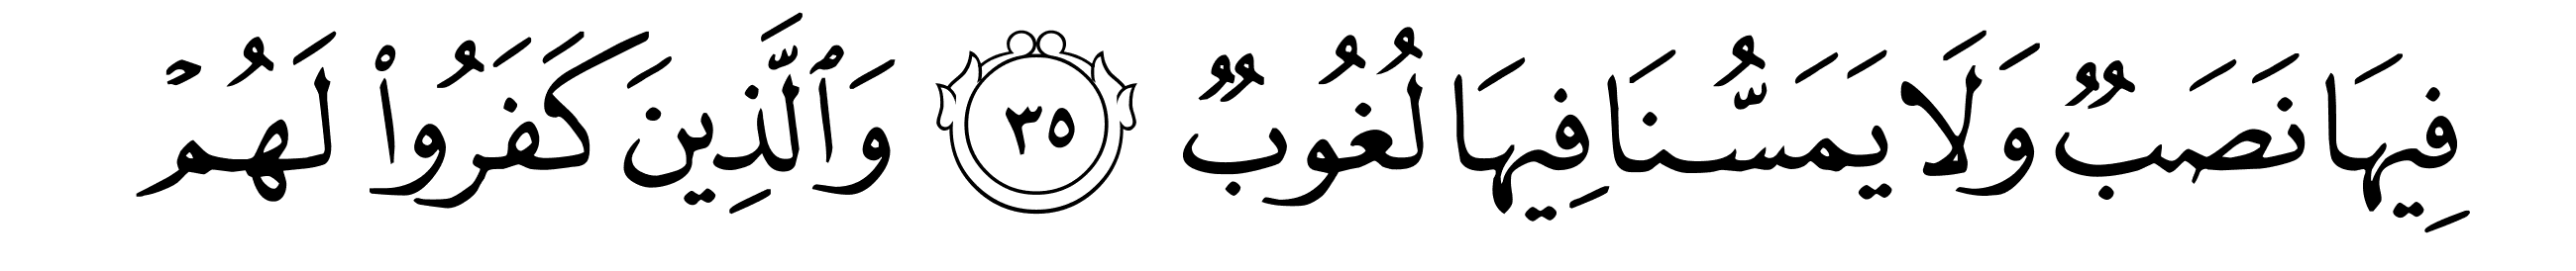 فِيهَا نَصَبٌ وَلَا يَمَسُّنَا فِيهَا لُغُوبٌ ٣٥ وَٱلَّذِينَ كَفَرُوا۟ لَهُمْ